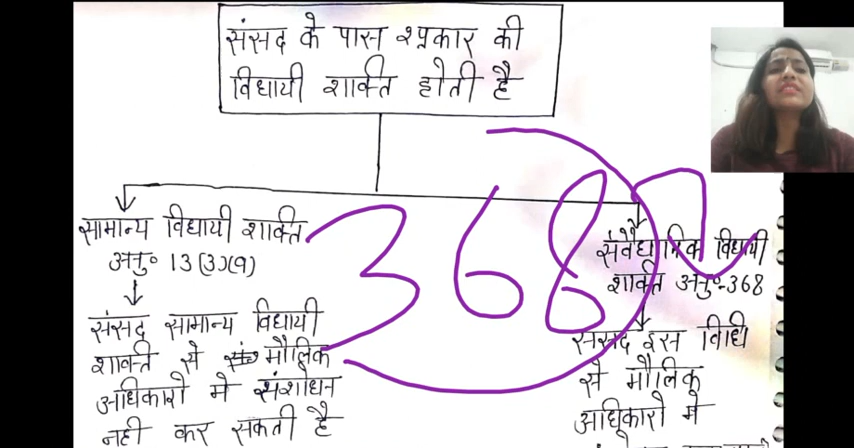 संसद के पास २प्रकार की
विधायी शक्ति होती है
सामान्य विधायी शक्ति
अनु० 13(3)(a)
संसद सामान्य विधायी
शक्ति से मौलिक
अधिकारो मे संशोधन
नही कर सकती है
संवैधानिक विधायी
शक्ति अनु०-368
संसद इस विधि
से मौलिक
अधिकारो मे
368